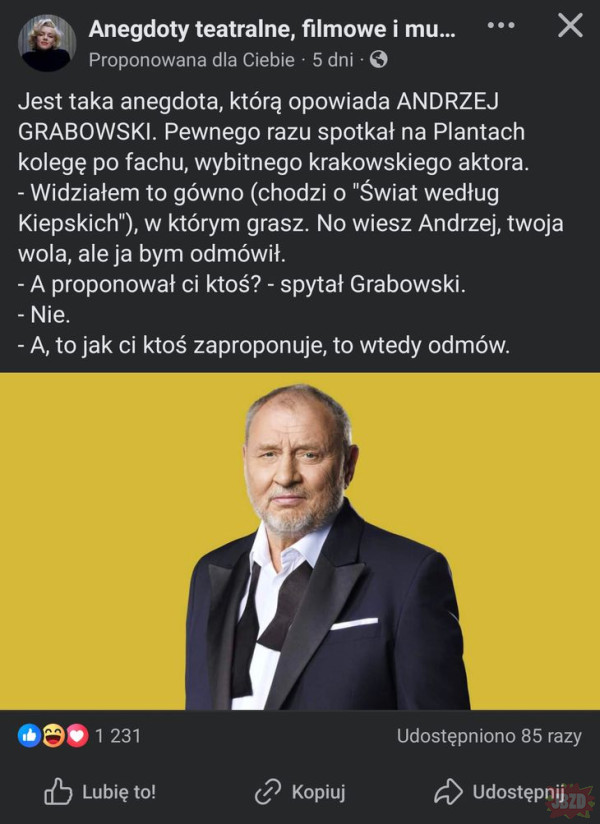 Anegdoty teatralne, filmowe i mu...
Proponowana dla Ciebie · 5 dni ·
Jest taka anegdota, którą opowiada ANDRZEJ
GRABOWSKI. Pewnego razu spotkał na Plantach
kolegę po fachu, wybitnego krakowskiego aktora.
- Widziałem to gówno (chodzi o "Świat według
Kiepskich"), w którym grasz. No wiesz Andrzej, twoja
wola, ale ja bym odmówił.
- A proponował ci ktoś? - spytał Grabowski.
- Nie.
- A, to jak ci ktoś zaproponuje, to wtedy odmów.
1 231
Udostępniono 85 razy
Lubię to!
Kopiuj
Udostępnij
JBZD